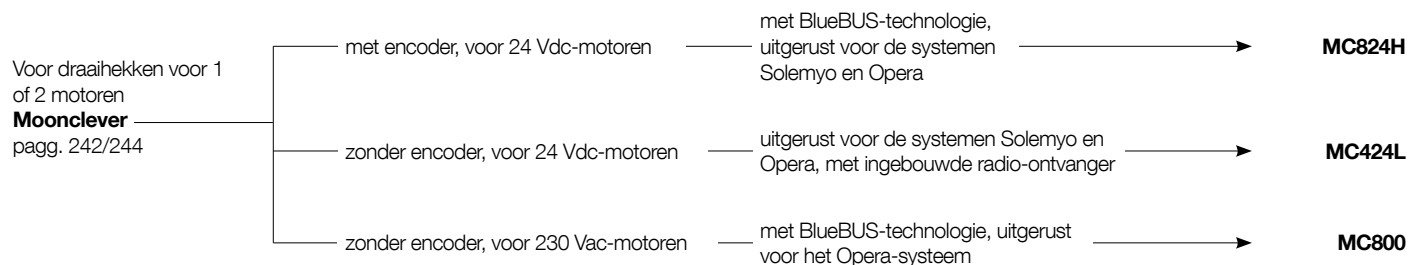 Voor draaihekken voor 1
of 2 motoren
Moonclever
pagg. 242/244
met encoder, voor 24 Vdc-motoren
met BlueBUS-technologie,
uitgerust voor de systemen
Solemyo en Opera
MC824H
zonder encoder, voor 24 Vdc-motoren
uitgerust voor de systemen Solemyo en
Opera, met ingebouwde radio-ontvanger
MC424L
zonder encoder, voor 230 Vac-motoren
met BlueBUS-technologie, uitgerust
voor het Opera-systeem
MC800